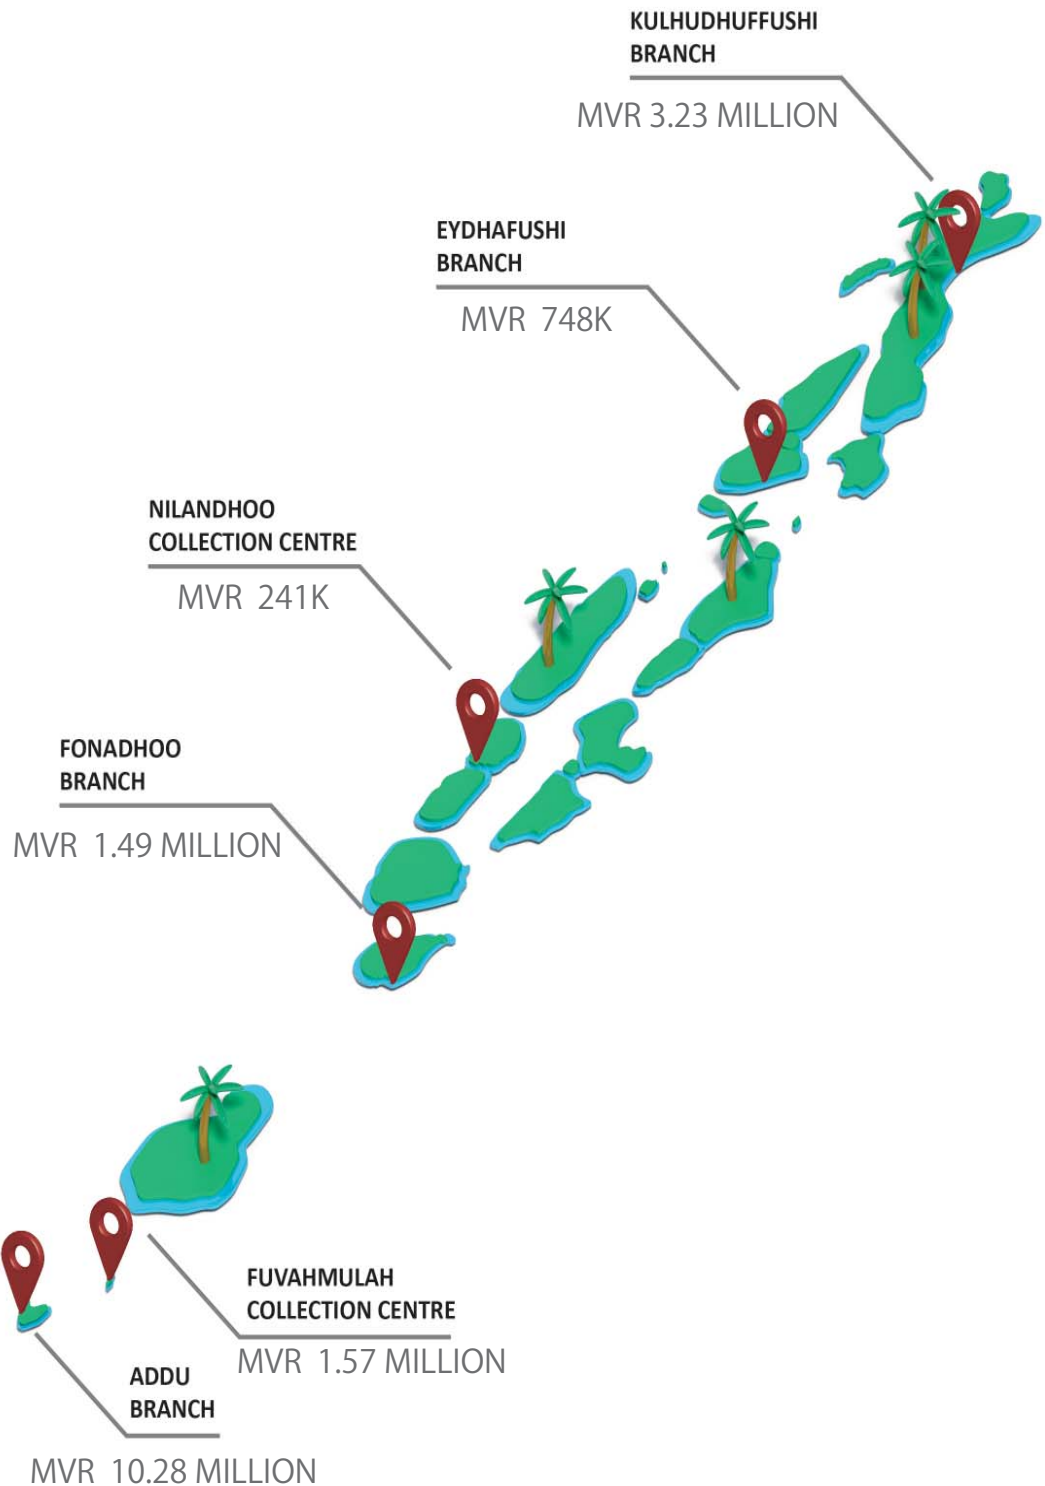 KULHUDHUFFUSHI
BRANCH
MVR 3.23 MILLION
EYDHAFUSHI
BRANCH
MVR 748K
NILANDHOO
COLLECTION CENTRE
MVR 241K
FONADHOO
BRANCH
MVR 1.49 MILLION
FUVAHMULAH
COLLECTION CENTRE
MVR 1.57 MILLION
ADDU
BRANCH
MVR 10.28 MILLION